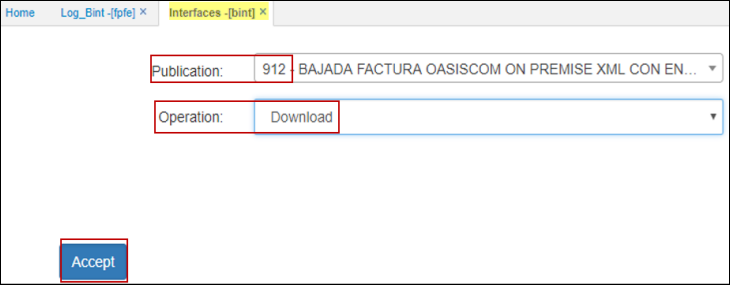 Home Log_Bint -[fpfe] × Interfaces -[bint] ×
Publication: 912 - BAJADA FACTURA OASISCOM ON PREMISE XML CON EN...
Operation: Download
Accept